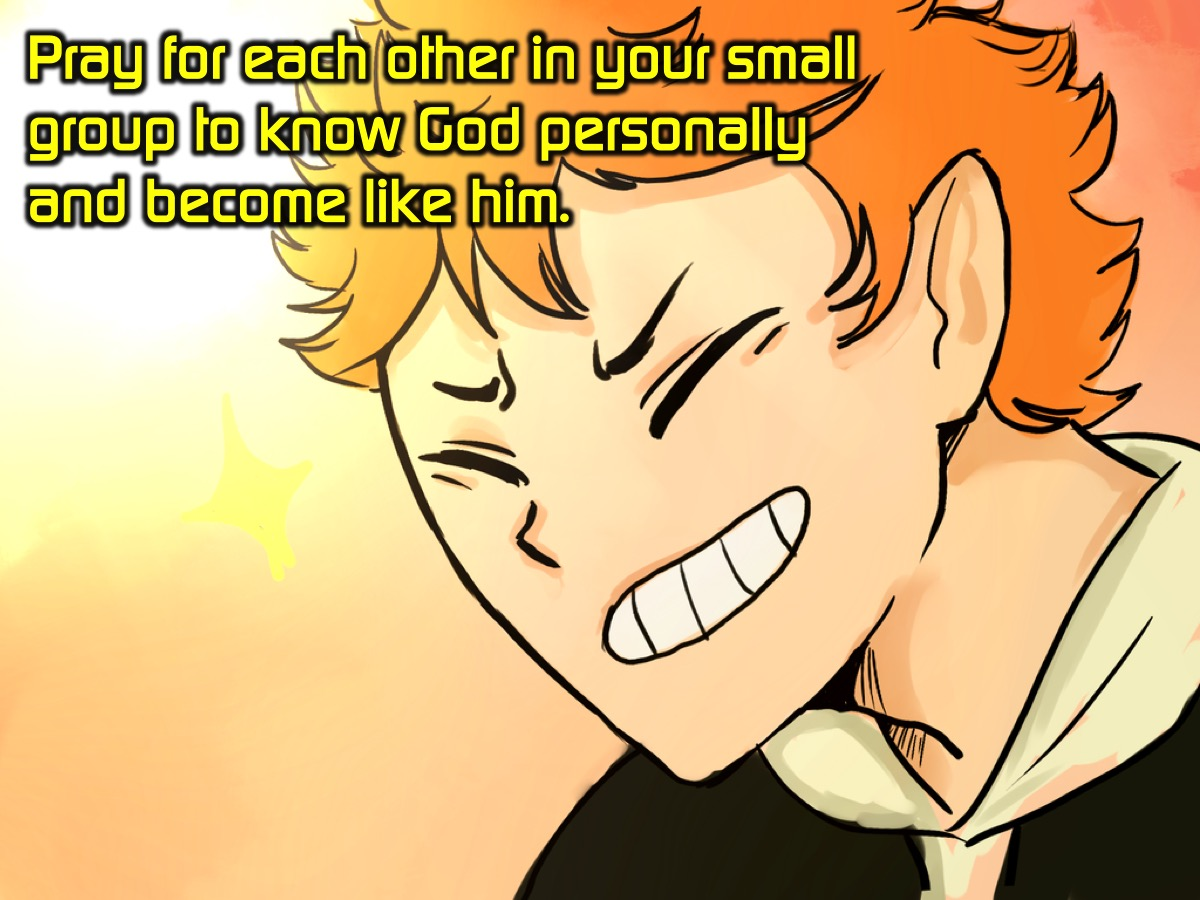 Pray for each other in your small
group to know God personally
and become like him.